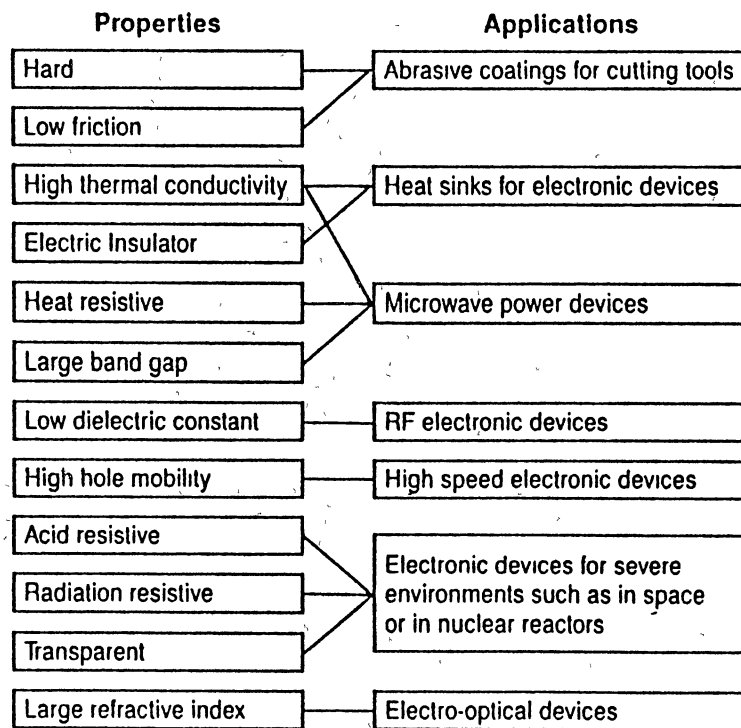 Properties
Applications
Hard
Abrasive coatings for cutting tools
Low friction
High thermal conductivity
Heat sinks for electronic devices
Electric Insulator
Heat resistive
Microwave power devices
Large band gap
Low dielectric constant
RF electronic devices
High hole mobility
High speed electronic devices
Acid resistive
Radiation resistive
Transparent
Electronic devices for severe
environments such as in space
or in nuclear reactors
Large refractive index
Electro-optical devices